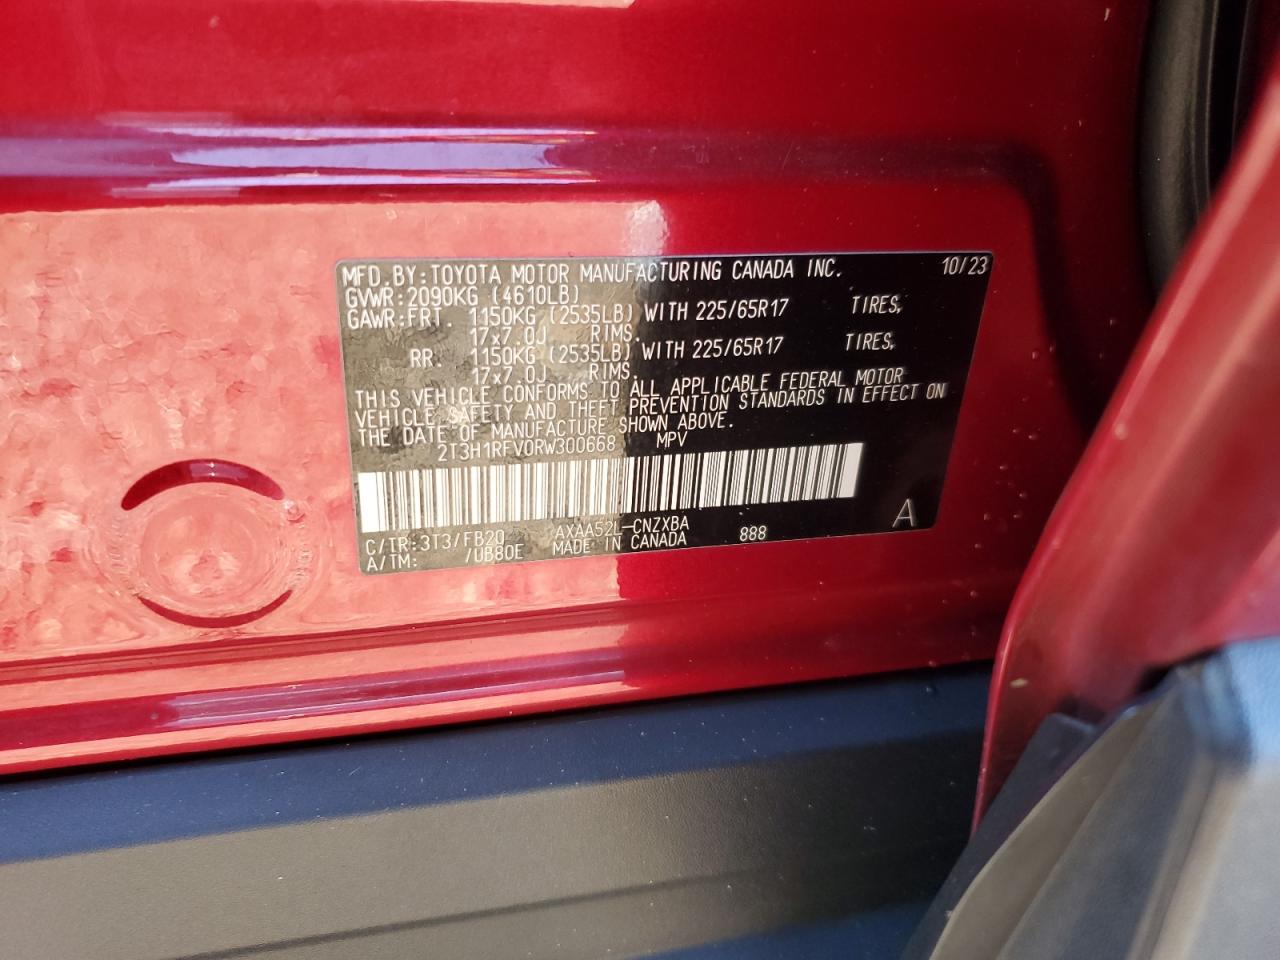 MFD.BY:TOYOTA MOTOR MANUFACTURING CANADA INC. 10/23
GVWR:2090KG (4610LB)
GAWR:FRT. 1150KG (2535LB) WITH 225/65R17 TIRES,
17x7.0J RIMS.
RR. 1150KG (2535LB) WITH 225/65R17 TIRES,
17x7.0J RIMS.
THIS VEHICLE CONFORMS TO ALL APPLICABLE FEDERAL MOTOR
VEHICLE SAFETY AND THEFT PREVENTION STANDARDS IN EFFECT ON
THE DATE OF MANUFACTURE SHOWN ABOVE.
2T3H1RFV0RW300668 MPV
C/TR:3T3/FB20 AXAA52L-CNZXBA 888 A
A/TM: /UB80E MADE IN CANADA